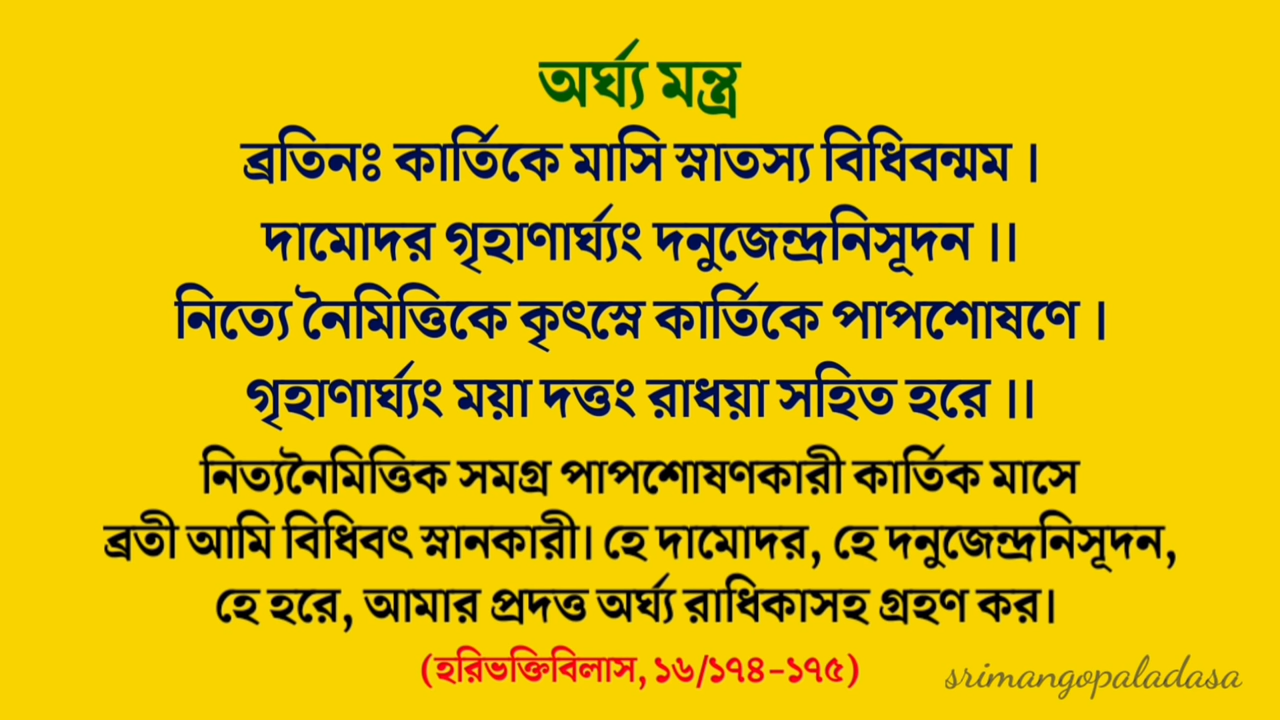 অর্ঘ্য মন্ত্র
ব্রতিনঃ কার্তিকে মাসি স্নাতস্য বিধিবন্মম ।
দামোদর গৃহাণার্ঘ্যং দনুজেন্দ্রনিসূদন ।।
নিত্যে নৈমিত্তিকে কৃৎস্নে কার্তিকে পাপশোষণে ।
গৃহাণার্ঘ্যং ময়া দত্তং রাধয়া সহিত হরে ।।
নিত্যনৈমিত্তিক সমগ্র পাপশোষণকারী কার্তিক মাসে
ব্রতী আমি বিধিবৎ স্নানকারী। হে দামোদর, হে দনুজেন্দ্রনিসূদন,
হে হরে, আমার প্রদত্ত অর্ঘ্য রাধিকাসহ গ্রহণ কর।
(হরিভক্তিবিলাস, ১৬/১৭৪-১৭৫)
srimangopaladasa